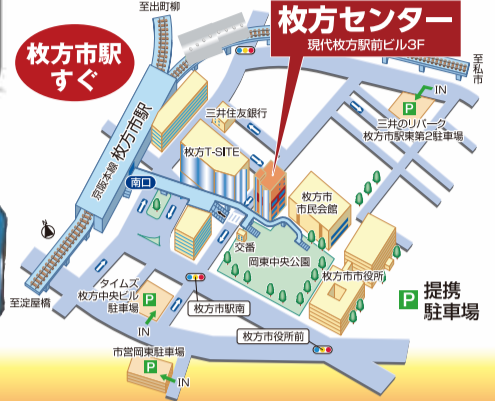 至出町柳
枚方市駅
すぐ
枚方センター
現代枚方駅前ビル3F
至私市
IN
P
三井のリパーク
枚方市駅東第2駐車場
三井住友銀行
枚方T-SITE
京阪本線 枚方市駅
南口
枚方市
市民会館
N
交番
岡東中央公園
枚方市市役所
至淀屋橋
タイムズ
枚方中央ビル
駐車場
P
IN
枚方市駅南
P 提携
駐車場
枚方市役所前
市営岡東駐車場
P
IN